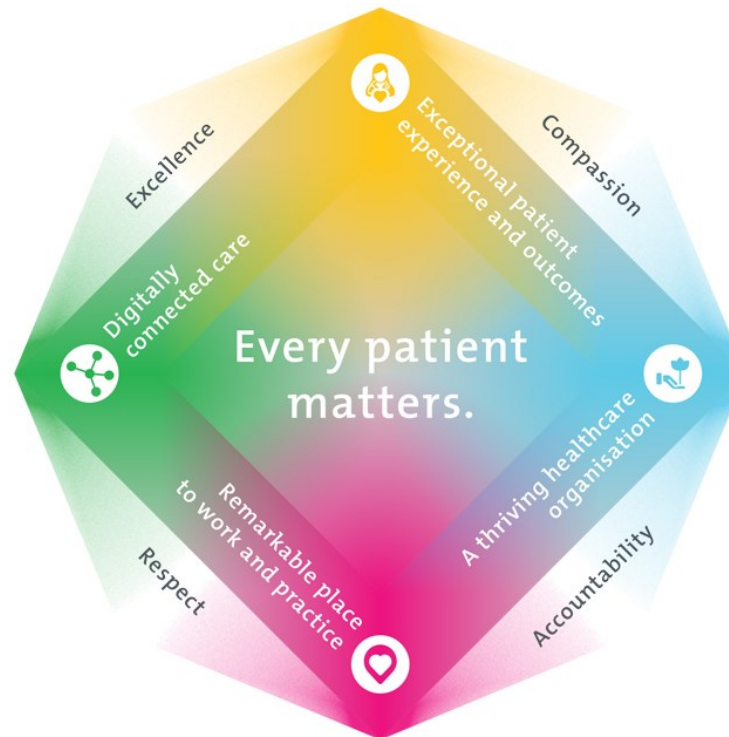 Excellence
Compassion
Exceptional patient
experience and outcomes
Digitally
connected care
Every patient
matters.
A thriving healthcare
organisation
Remarkable place
to work and practice
Respect
Accountability